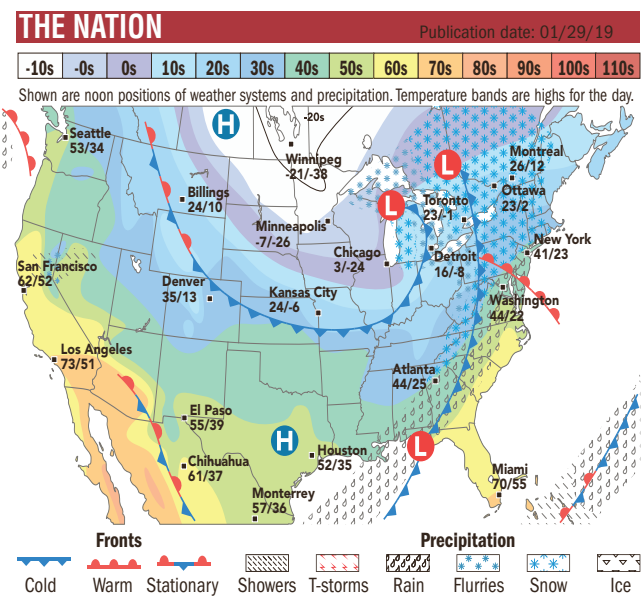 THE NATION
Publication date: 01/29/19
-10s -0s 0s 10s 20s 30s 40s 50s 60s 70s 80s 90s 100s 110s
Shown are noon positions of weather systems and precipitation. Temperature bands are highs for the day.
H
-20s
Seattle
53/34
Winnipeg
-21/-38
L
Montreal
26/12
Billings
24/10
Ottawa
23/2
Toronto
23/-1
L
Minneapolis
-7/-26
New York
41/23
Chicago
3/-24
Detroit
16/-8
San Francisco
62/52
Denver
35/13
Kansas City
24/-6
Washington
44/22
Los Angeles
73/51
Atlanta
44/25
El Paso
55/39
H
L
Houston
52/35
Chihuahua
61/37
Miami
70/55
Monterrey
57/36
Fronts
Precipitation
Cold Warm Stationary Showers T-storms Rain Flurries Snow Ice